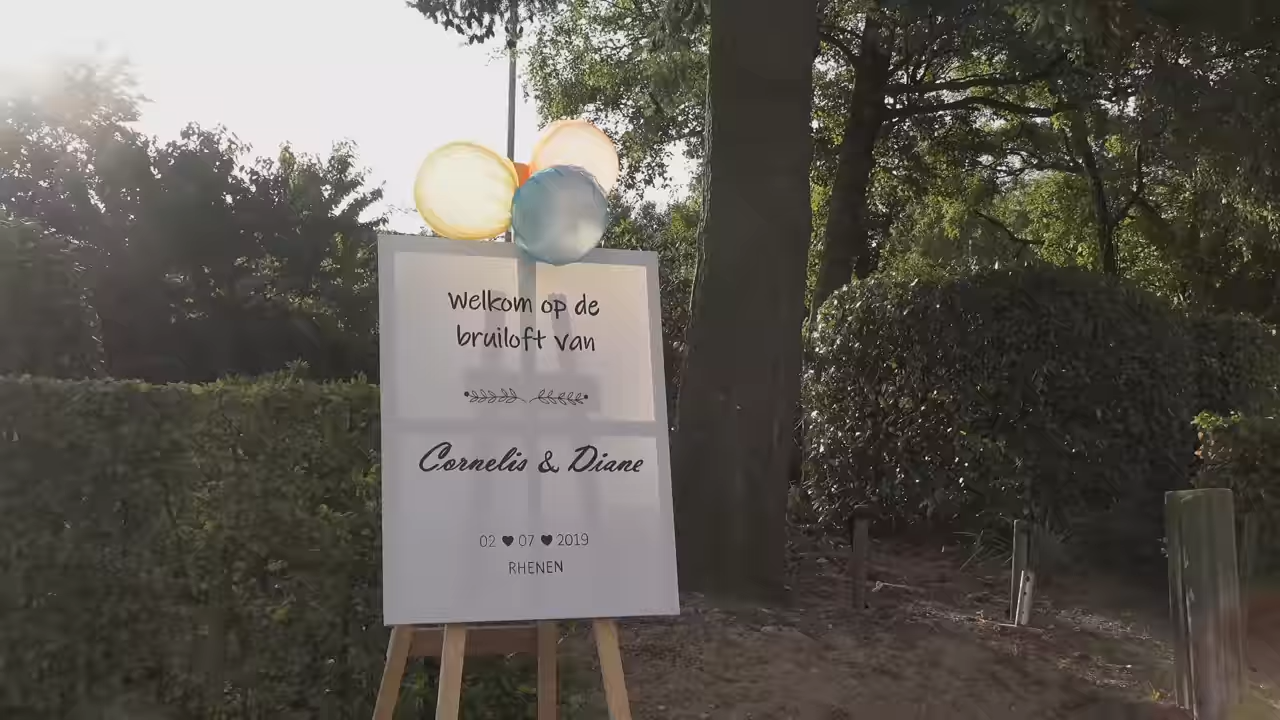 Welkom op de
bruiloft van
Cornelis & Diane
02 ♥ 07 ♥ 2019
RHENEN